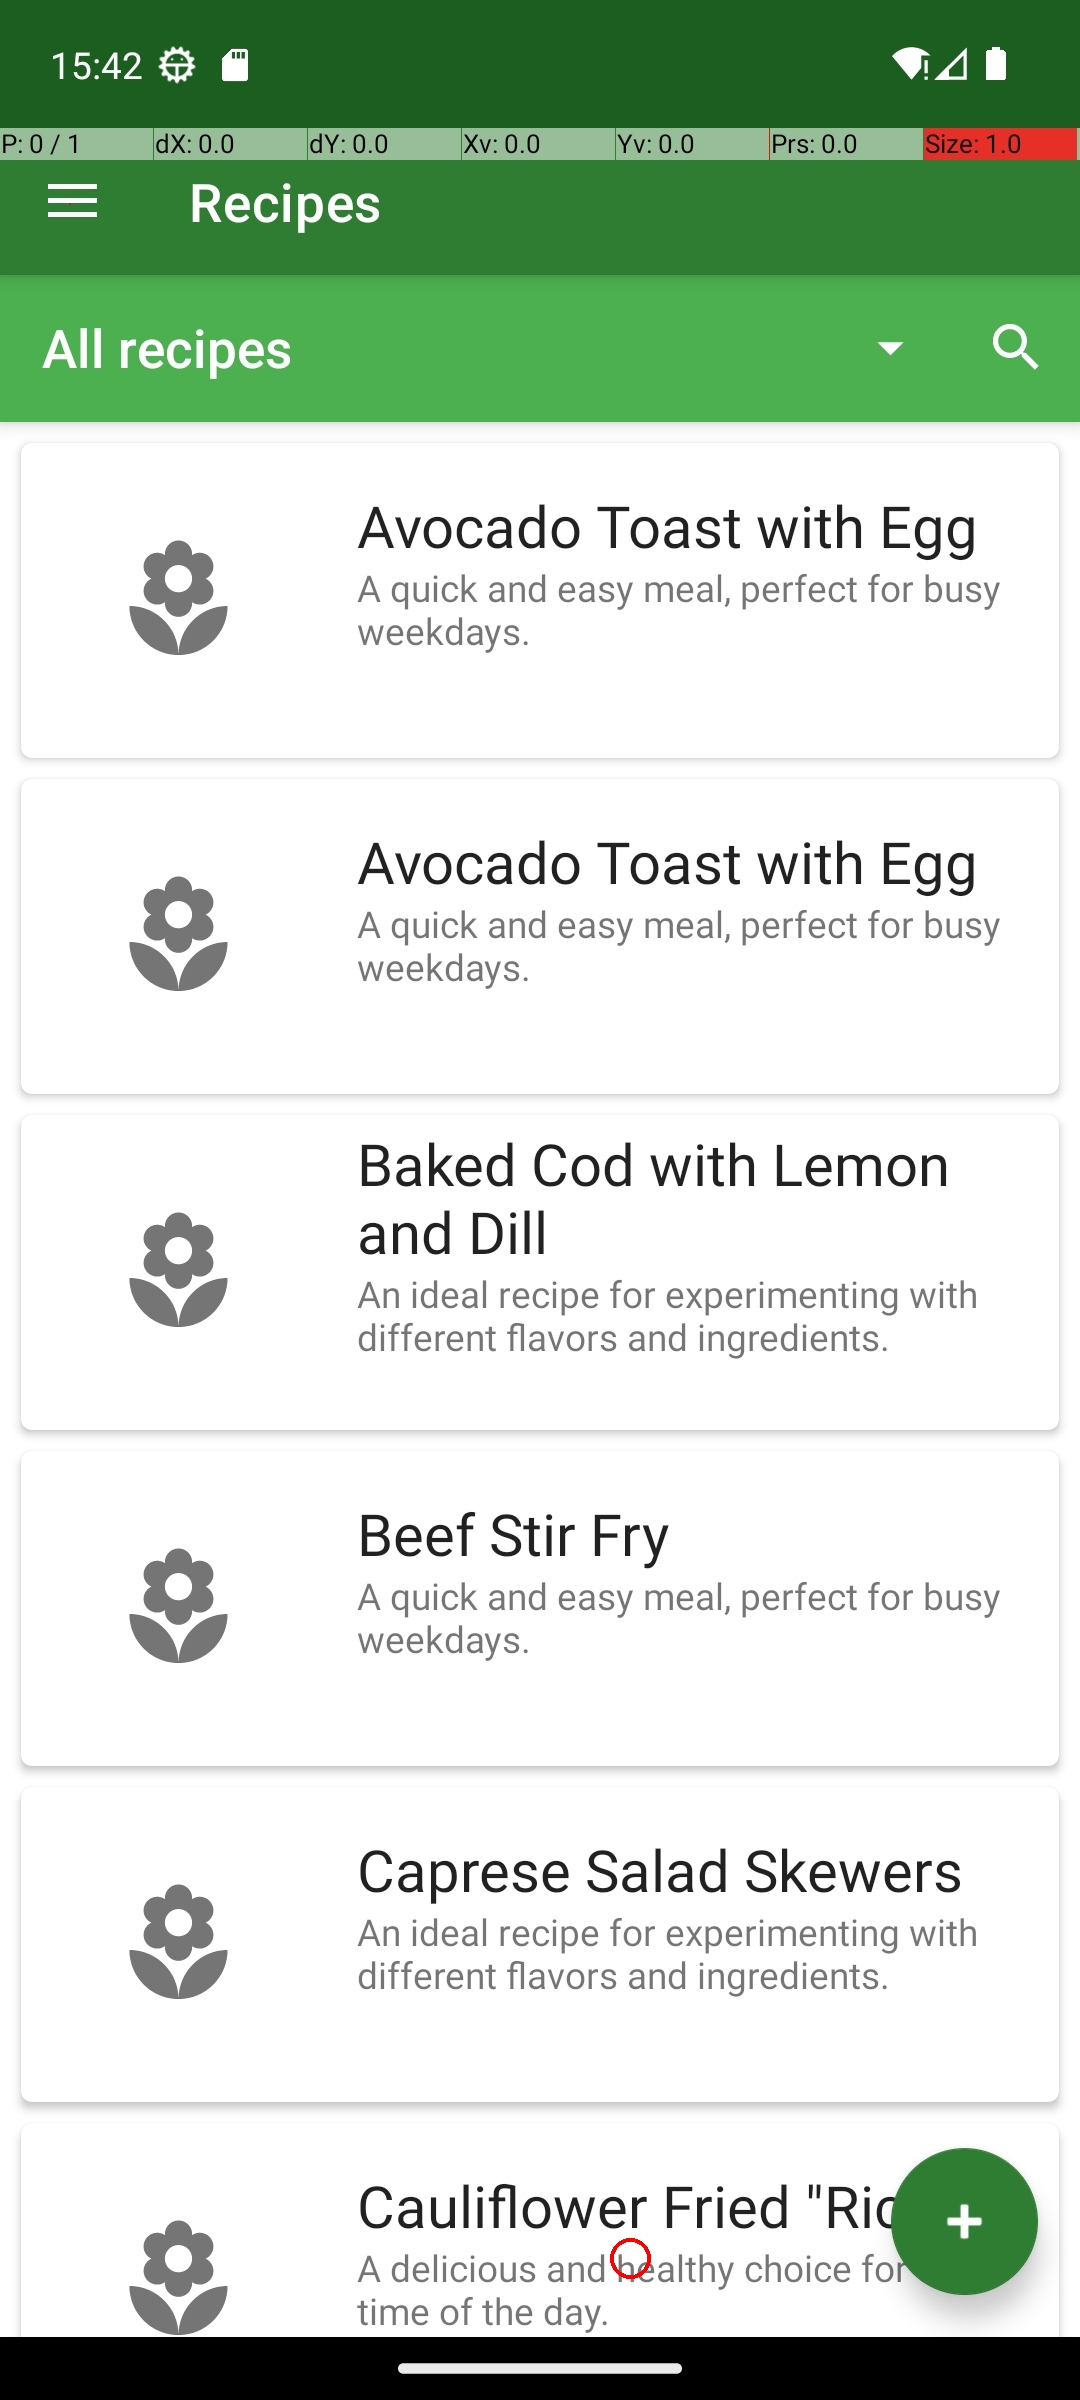 15:42
P: 0 / 1 dX: 0.0 dY: 0.0 Xv: 0.0 Yv: 0.0 Prs: 0.0 Size: 1.0
Recipes
All recipes
Avocado Toast with Egg
A quick and easy meal, perfect for busy
weekdays.
Avocado Toast with Egg
A quick and easy meal, perfect for busy
weekdays.
Baked Cod with Lemon
and Dill
An ideal recipe for experimenting with
different flavors and ingredients.
Beef Stir Fry
A quick and easy meal, perfect for busy
weekdays.
Caprese Salad Skewers
An ideal recipe for experimenting with
different flavors and ingredients.
Cauliflower Fried "Ric
A delicious and healthy choice for
time of the day.